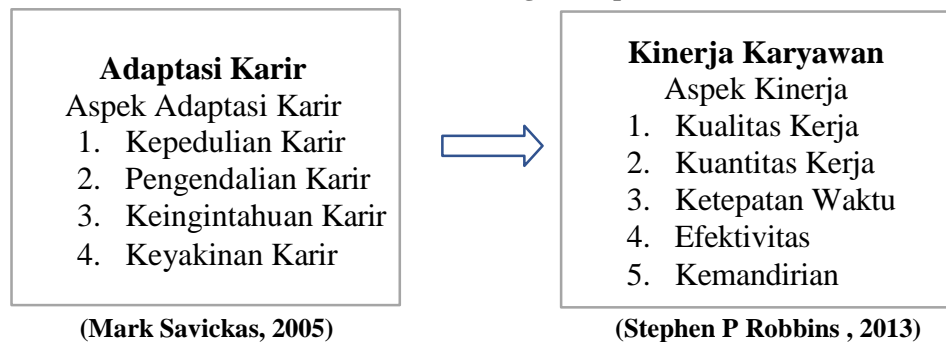 Adaptasi Karir
Aspek Adaptasi Karir
1. Kepedulian Karir
2. Pengendalian Karir
3. Keingintahuan Karir
4. Keyakinan Karir
(Mark Savickas, 2005)
Kinerja Karyawan
Aspek Kinerja
1. Kualitas Kerja
2. Kuantitas Kerja
3. Ketepatan Waktu
4. Efektivitas
5. Kemandirian
(Stephen P Robbins , 2013)